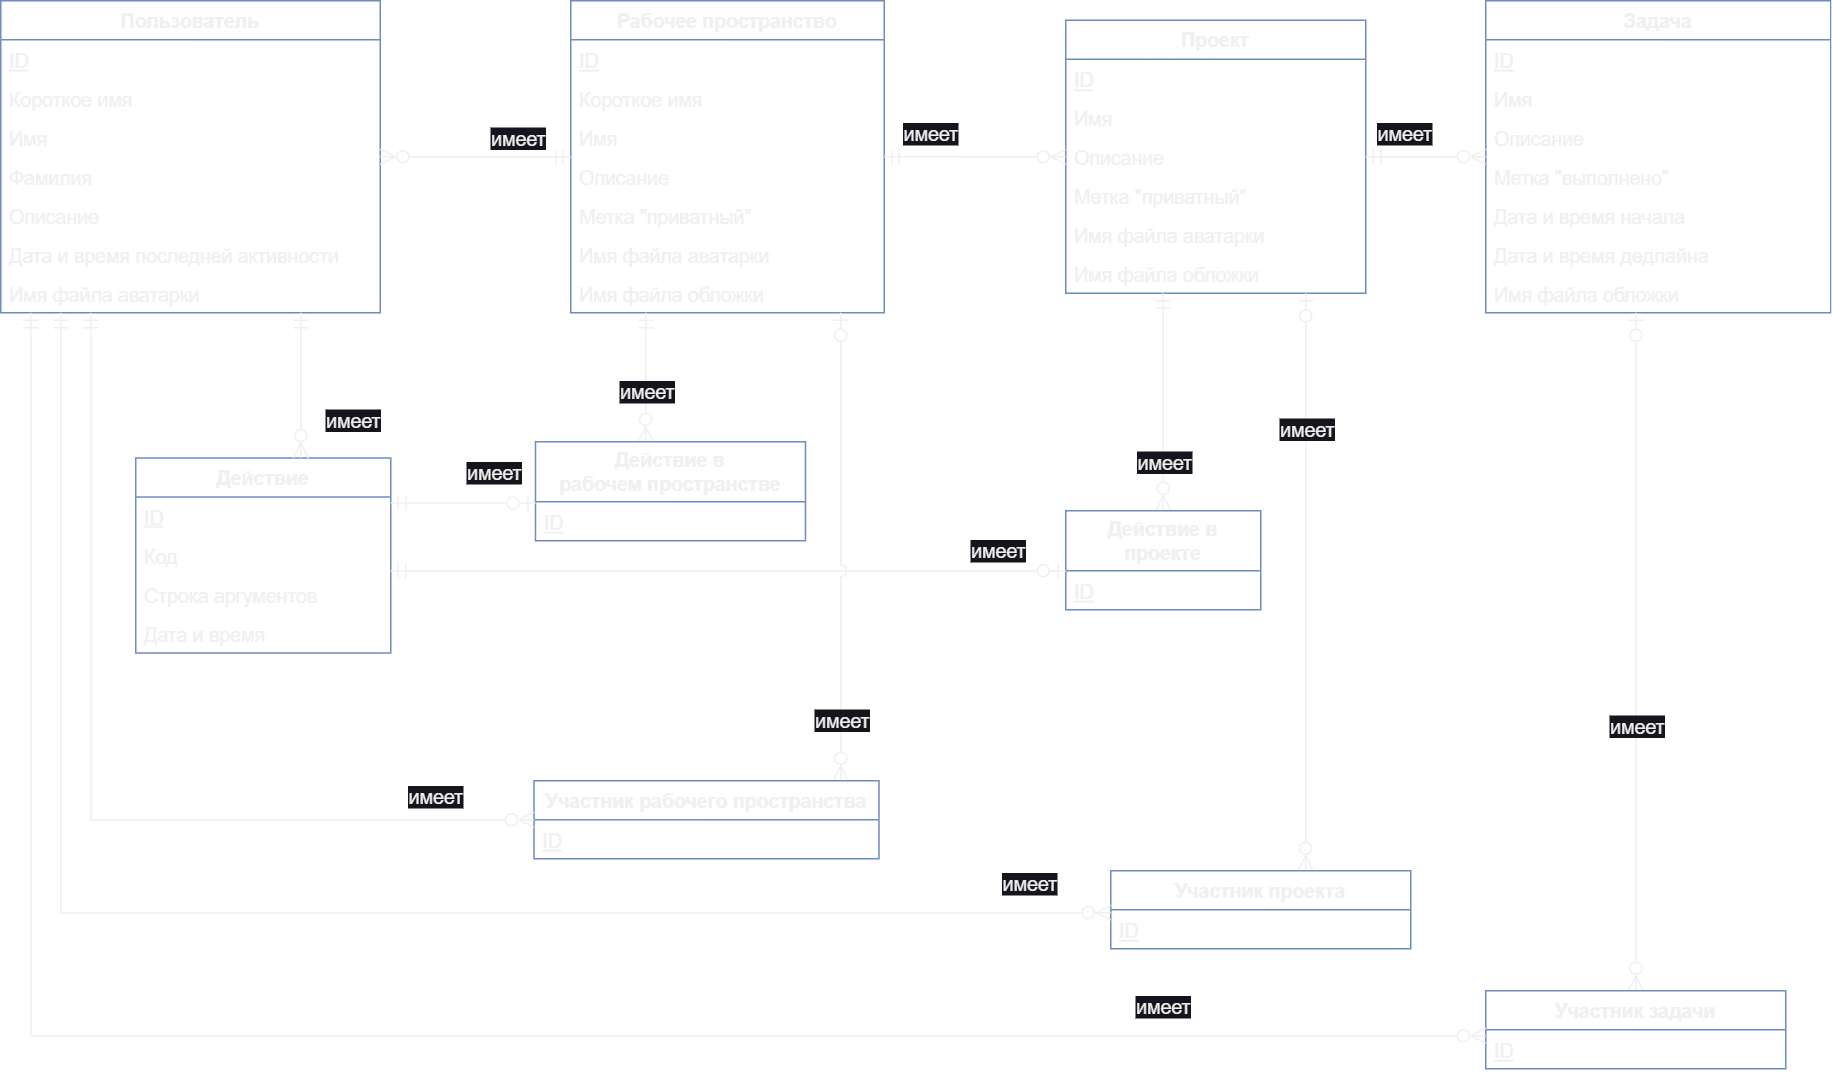 Пользователь
ID
Короткое имя
Имя
Фамилия
Описание
Дата и время последней активности
Имя файла аватарки
имеет
Рабочее пространство
ID
Короткое имя
Имя
Описание
Метка "приватный"
Имя файла аватарки
Имя файла обложки
имеет
Проект
ID
Имя
Описание
Метка "приватный"
Имя файла аватарки
Имя файла обложки
имеет
Задача
ID
Имя
Описание
Метка "выполнено"
Дата и время начала
Дата и время дедлайна
Имя файла обложки
имеет
имеет
имеет
имеет
имеет
Действие
ID
Код
Строка аргументов
Дата и время
имеет
Действие в
рабочем пространстве
ID
имеет
Действие в
проекте
ID
имеет
имеет
имеет
Участник рабочего пространства
ID
имеет
Участник проекта
ID
имеет
Участник задачи
ID